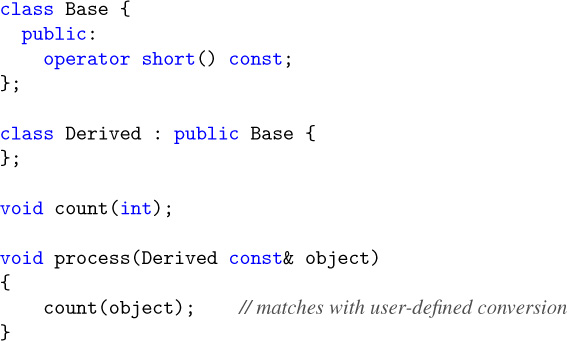 class Base {
  public:
    operator short() const;
};

class Derived : public Base {
};

void count(int);

void process(Derived const& object)
{
    count(object);    // matches with user-defined conversion
}